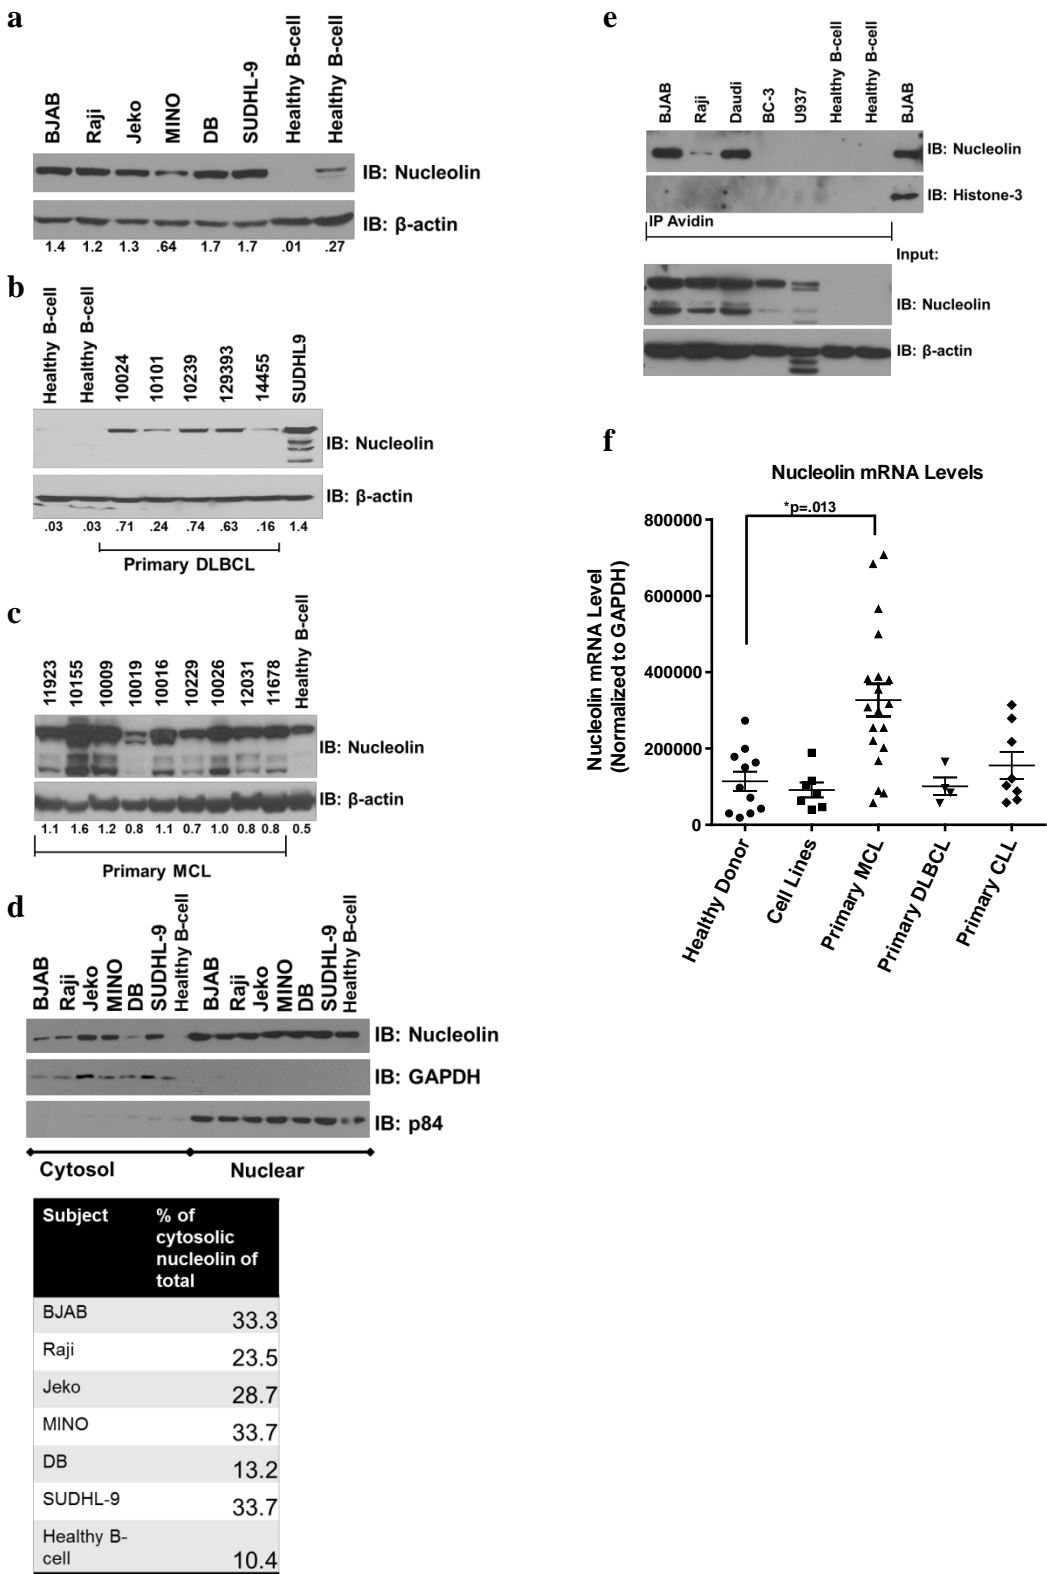 a
BJAB
Raji
Jeko
MINO
DB
SUDHL-9
Healthy B-cell
Healthy B-cell
IB: Nucleolin
IB: β-actin
1.4 1.2 1.3 .64 1.7 1.7 .01 .27
b
Healthy B-cell
Healthy B-cell
10024
10101
10239
129393
14455
SUDHL9
IB: Nucleolin
IB: β-actin
.03 .03 .71 .24 .74 .63 .16 1.4
Primary DLBCL
c
11923
10155
10009
10019
10016
10229
10026
12031
11678
Healthy B-cell
IB: Nucleolin
IB: β-actin
1.1 1.6 1.2 0.8 1.1 0.7 1.0 0.8 0.8 0.5
Primary MCL
d
BJAB
Raji
Jeko
MINO
DB
SUDHL-9
Healthy B-cell
BJAB
Raji
Jeko
MINO
DB
SUDHL-9
Healthy B-cell
IB: Nucleolin
IB: GAPDH
IB: p84
Cytosol Nuclear
Subject % of
cytosolic
nucleolin of
total
BJAB 33.3
Raji 23.5
Jeko 28.7
MINO 33.7
DB 13.2
SUDHL-9 33.7
Healthy B-
cell 10.4
e
BJAB
Raji
Daudi
BC-3
U937
Healthy B-cell
Healthy B-cell
BJAB
IB: Nucleolin
IB: Histone-3
IP Avidin
Input:
IB: Nucleolin
IB: β-actin
f
Nucleolin mRNA Levels
*p=.013
Nucleolin mRNA Level
(Normalized to GAPDH)
800000
600000
400000
200000
0
Healthy Donor
Cell Lines
Primary MCL
Primary DLBCL
Primary CLL